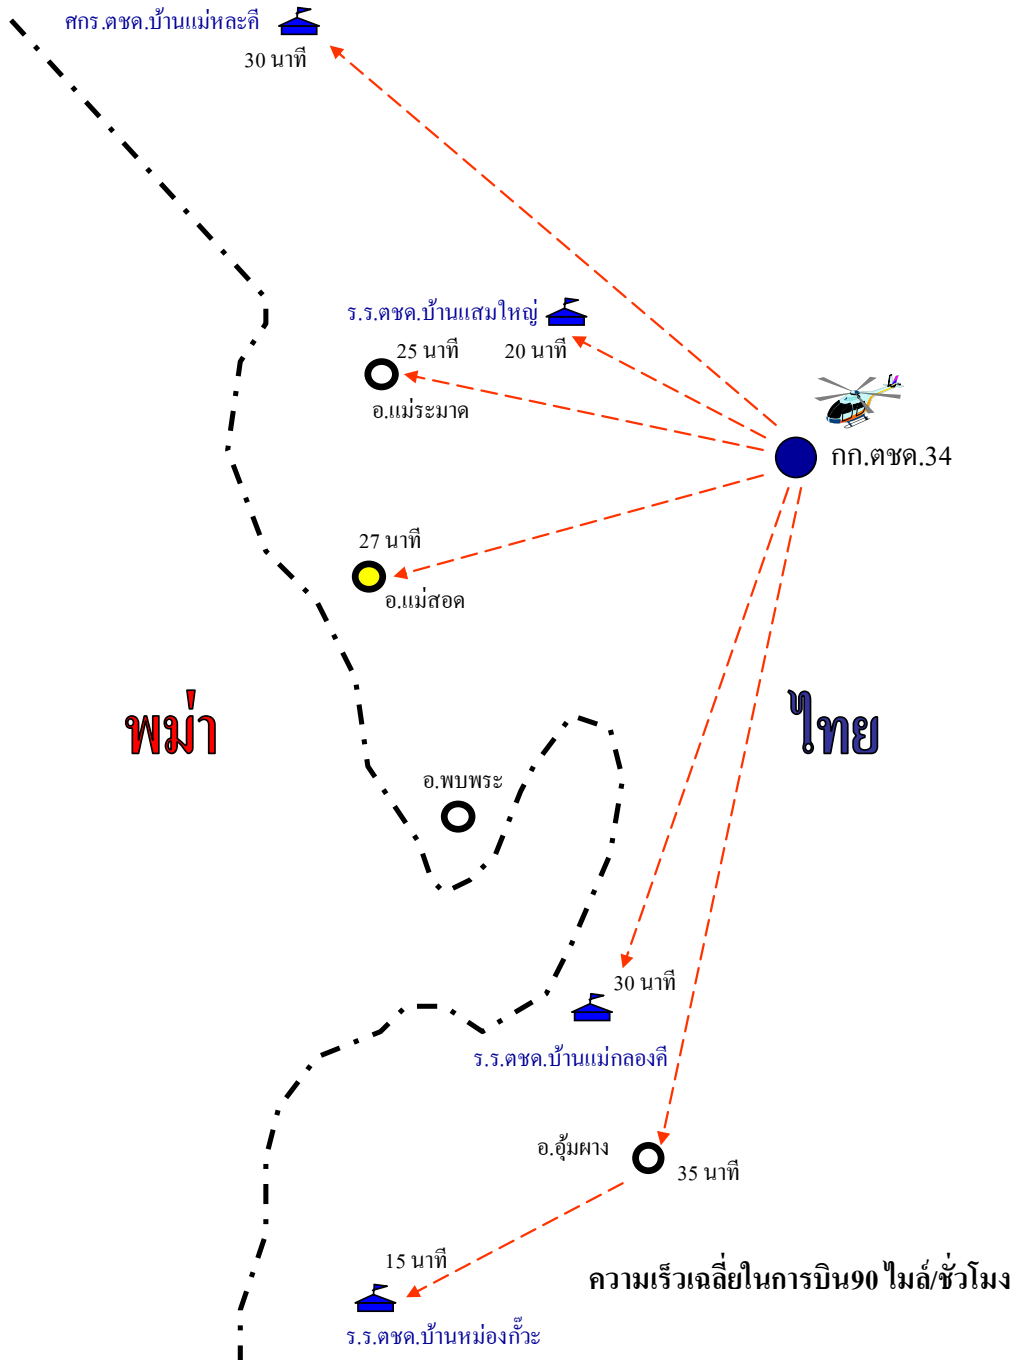 ศกร.ตชด.บ้านแม่หละคี
30 นาที
ร.ร.ตชด.บ้านแสมใหญ่
25 นาที
20 นาที
อ.แม่ระมาด
กก.ตชด.34
27 นาที
อ.แม่สอด
พม่า
ไทย
อ.พบพระ
30 นาที
ร.ร.ตชด.บ้านแม่กลองคี
อ.อุ้มผาง
35 นาที
15 นาที
ความเร็วเฉลี่ยในการบิน90 ไมล์/ชั่วโมง
ร.ร.ตชด.บ้านหม่องกั๊วะ